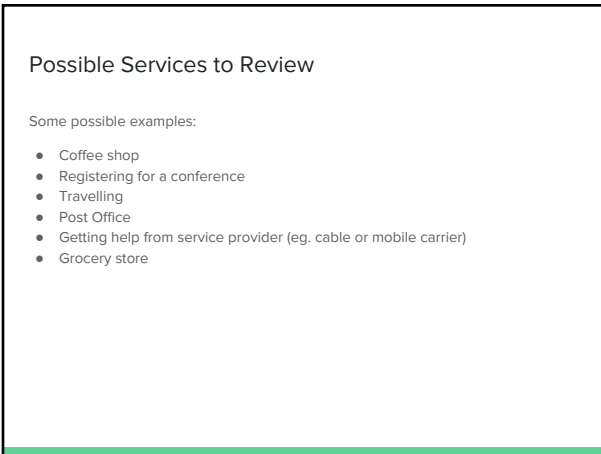 Possible Services to Review
Some possible examples:
● Coffee shop
● Registering for a conference
● Travelling
● Post Office
● Getting help from service provider (eg. cable or mobile carrier)
● Grocery store